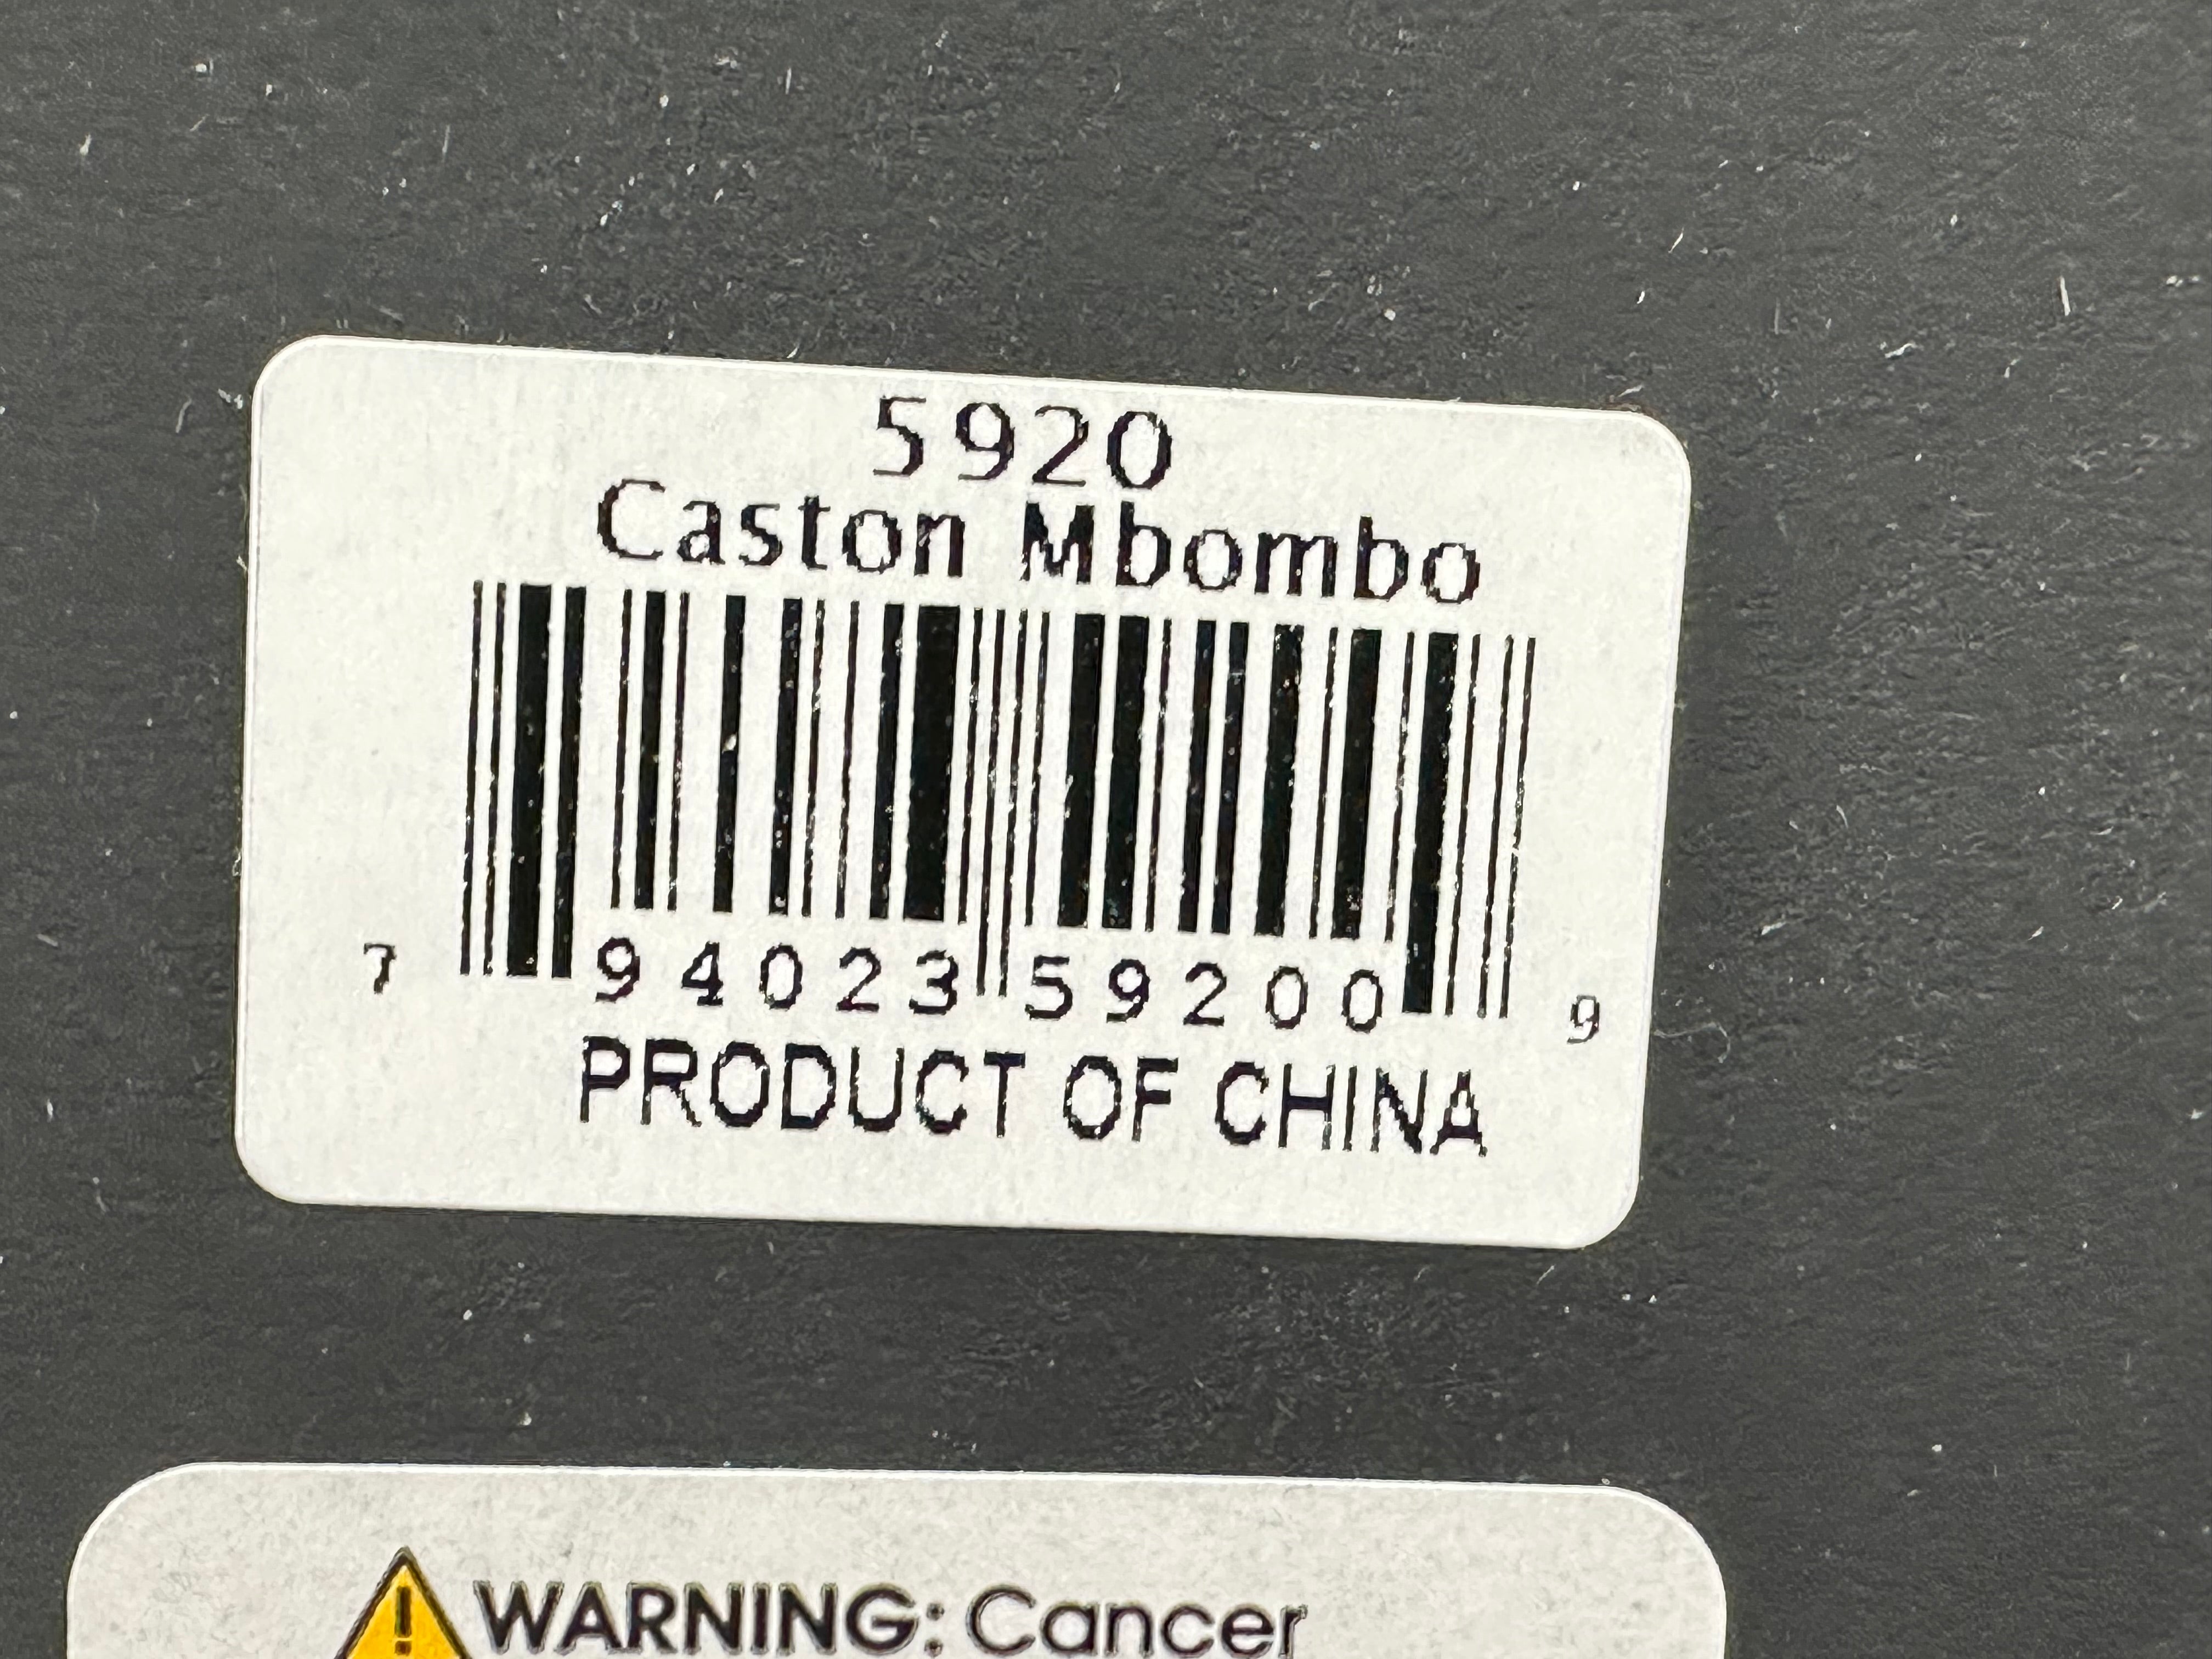 5920
Caston Mbombo
7 94023 59200 9
PRODUCT OF CHINA
WARNING: Cancer